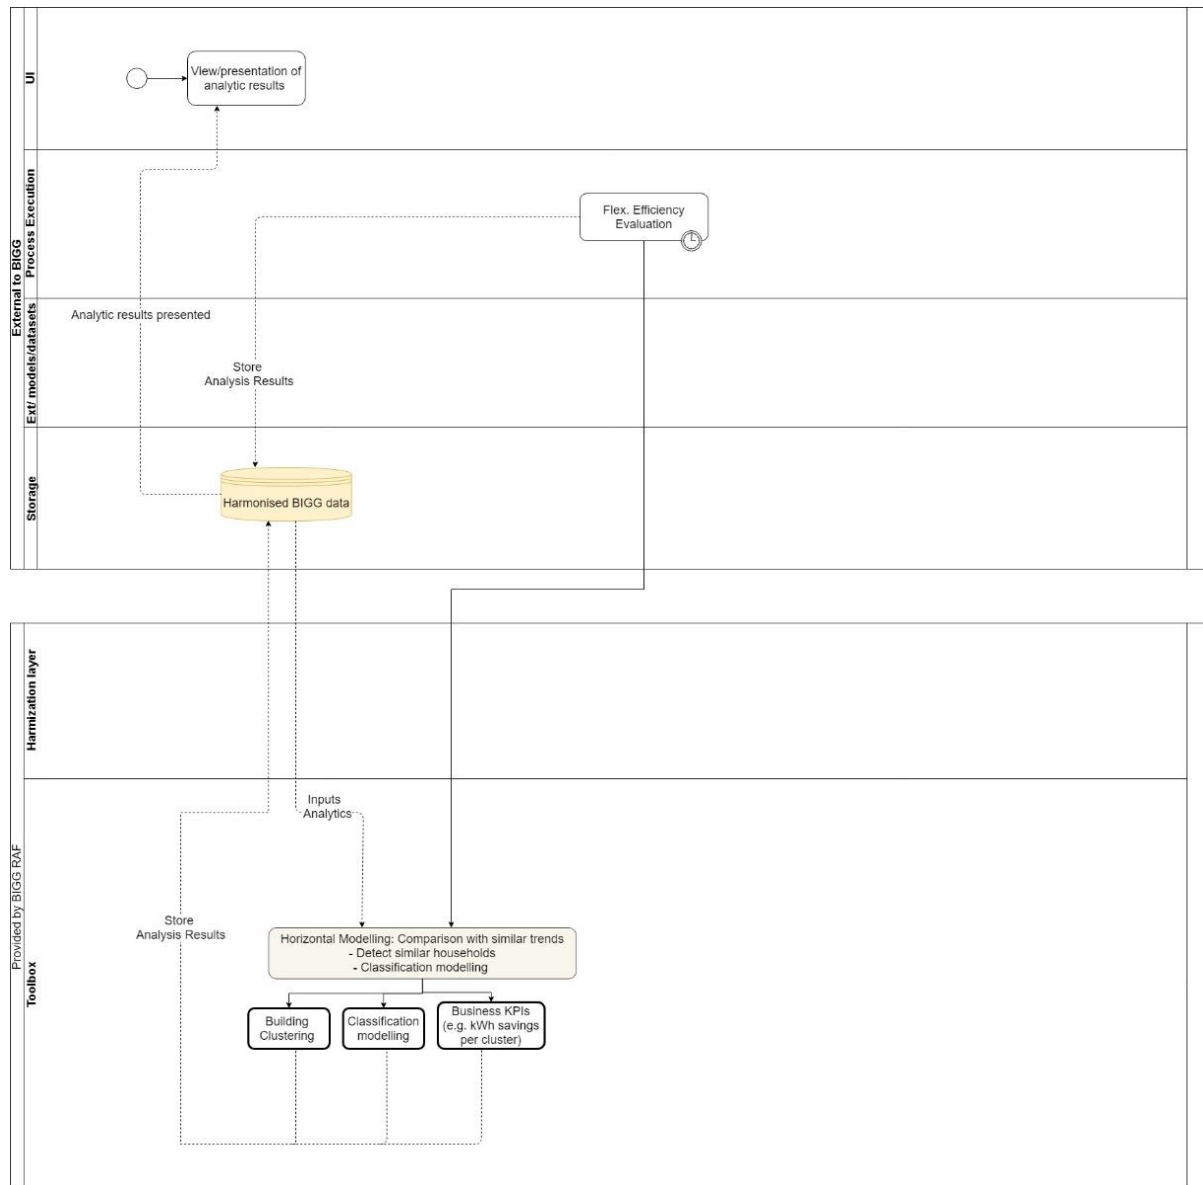 External to BIGG
UI
View/presentation of
analytic results
Process Execution
Flex. Efficiency
Evaluation
Ext/ models/datasets
Analytic results presented
Store
Analysis Results
Storage
Harmonised BIGG data
Provided by BIGG RAF
Harmization layer
Toolbox
Inputs
Analytics
Store
Analysis Results
Horizontal Modelling: Comparison with similar trends
- Detect similar households
- Classification modelling
Building
Clustering
Classification
modelling
Business KPIs
(e.g. kWh savings
per cluster)